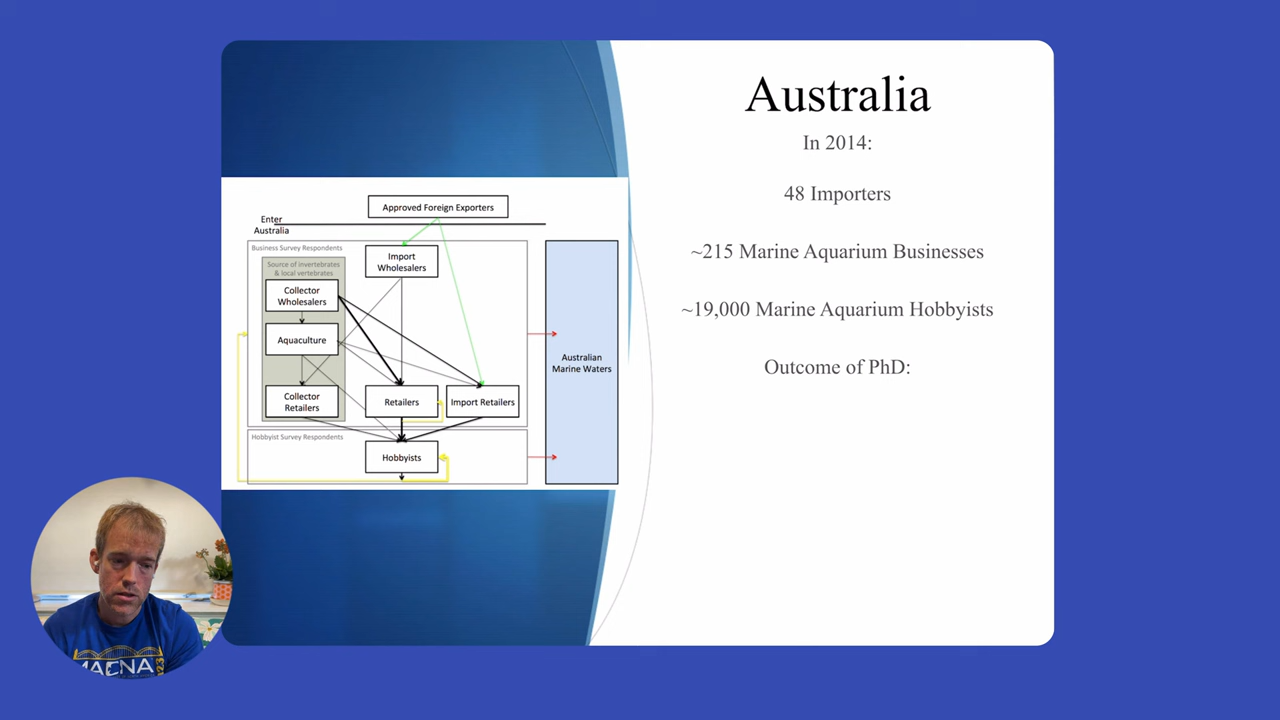 Australia
In 2014:
48 Importers
~215 Marine Aquarium Businesses
~19,000 Marine Aquarium Hobbyists
Outcome of PhD:
Approved Foreign Exporters
Enter
Australia
Business Survey Respondents
Source of invertebrates
& local vertebrates
Import
Wholesalers
Collector
Wholesalers
Aquaculture
Collector
Retailers
Retailers
Import Retailers
Australian
Marine Waters
Hobbyist Survey Respondents
Hobbyists
MACNA
23